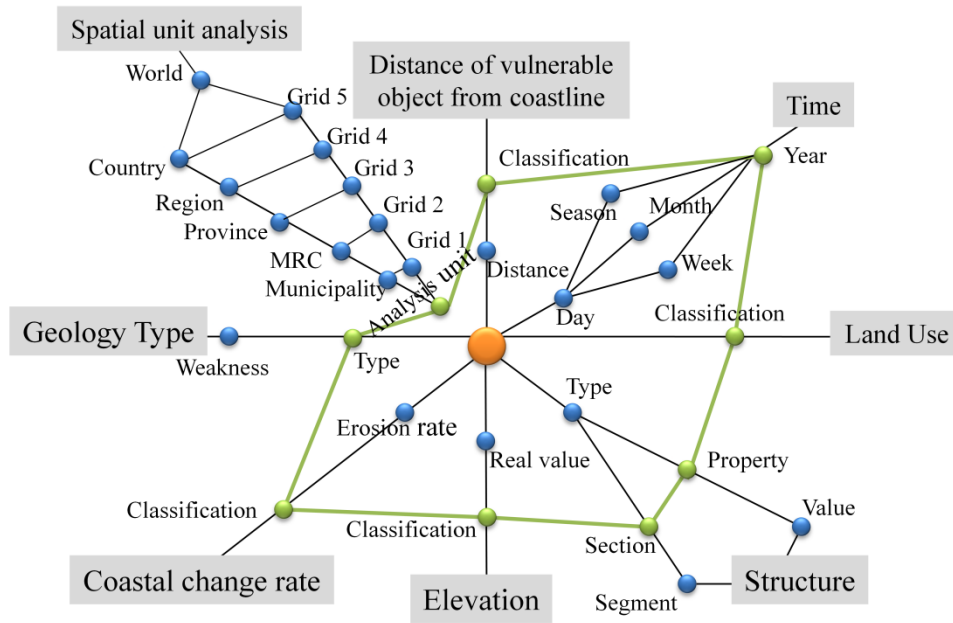 Spatial unit analysis
Distance of vulnerable
object from coastline
Time
World
Grid 5
Grid 4
Grid 3
Grid 2
Grid 1
Country
Region
Province
MRC
Municipality
Analysis unit
Classification
Distance
Year
Season
Month
Week
Day
Classification
Geology Type
Weakness
Type
Land Use
Type
Erosion rate
Real value
Property
Classification
Classification
Section
Value
Segment
Coastal change rate
Elevation
Structure